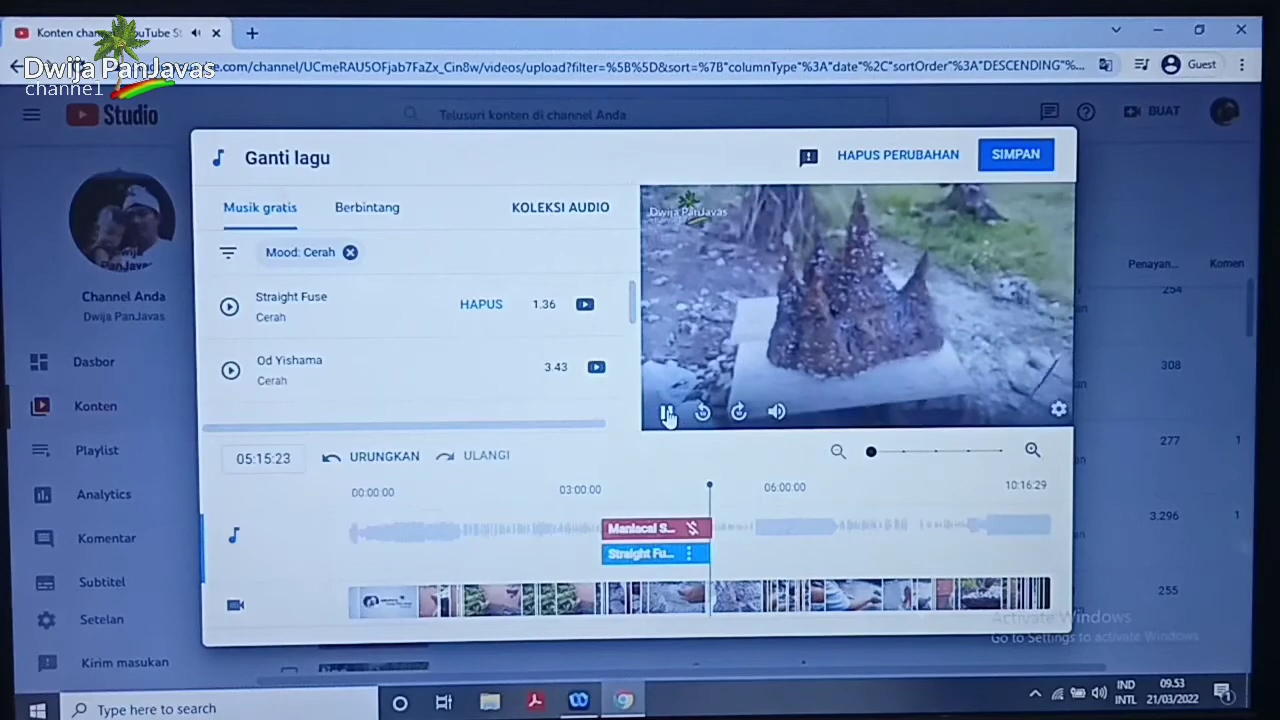 Konten chan
YouTube St
Dwija PanJavas
channel
e.com/channel/UCmeRAU5OFjab7FaZx_Cin8w/videos/upload?filter=%5B%5D&sort=%7B"columnType"%3A"date"%2C"sortOrder"%3A"DESCENDING"%...
Guest
Studio
Telusuri konten di channel Anda
BUAT
Ganti lagu
HAPUS PERUBAHAN
SIMPAN
Musik gratis
Berbintang
KOLEKSI AUDIO
Dwija PanJavas
Mood: Cerah
Penayan...
Komen
Straight Fuse
HAPUS
1.36
Cerah
254
Dwija PanJavas
Channel Anda
Dwija PanJavas
Od Yishama
3.43
Cerah
308
Dasbor
Konten
277
1
Playlist
05:15:23
URUNGKAN
ULANGI
00:00:00
03:00:00
06:00:00
10:16:29
Analytics
3.296
1
Maniacal S...
Komentar
Straight Fu...
Subtitel
255
Setelan
Activate Windows
Go to Settings to activate Windows
Kirim masukan
Type here to search
IND
INTL
09.53
21/03/2022
1